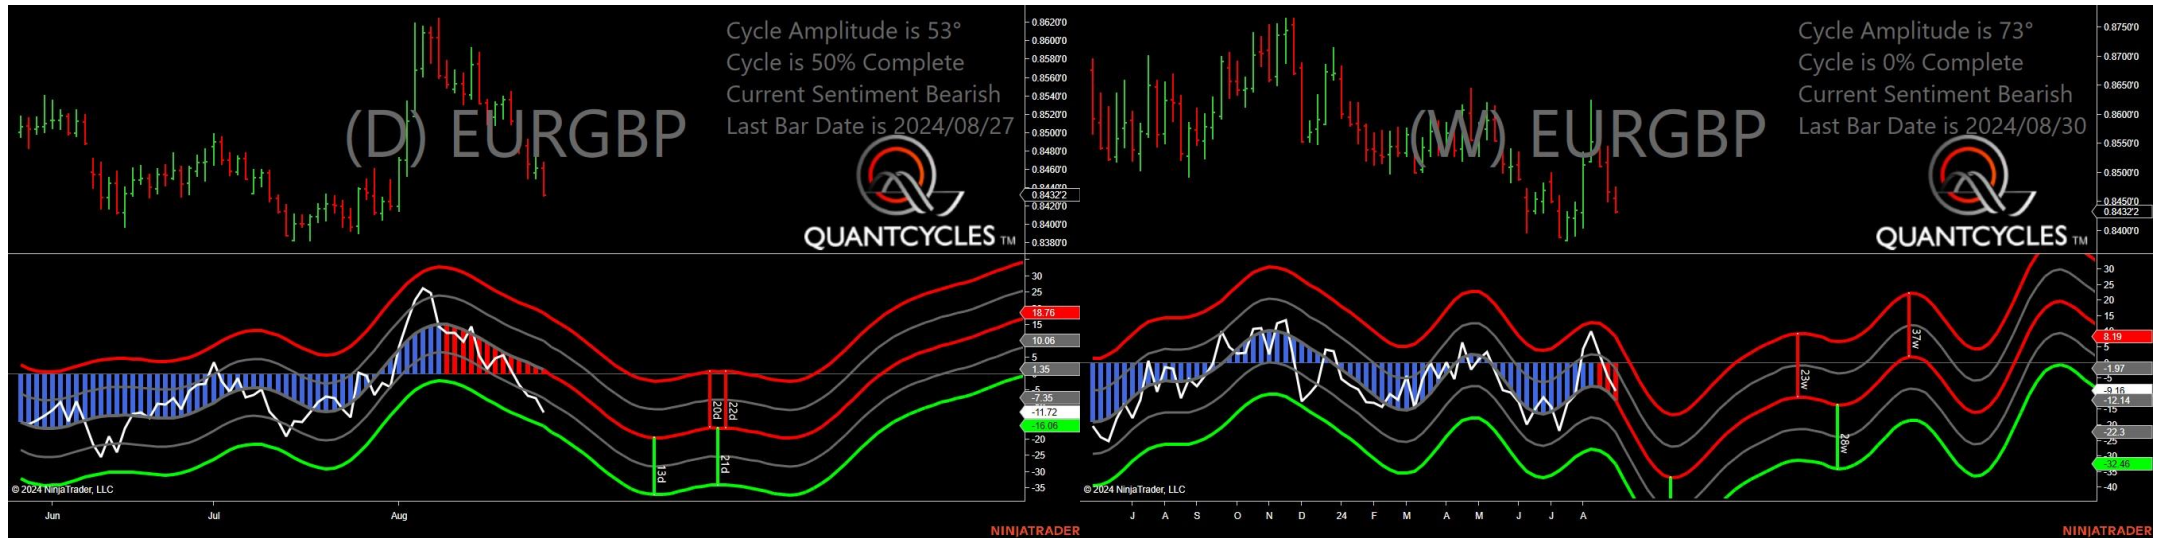 Cycle Amplitude is 53°
Cycle is 50% Complete
Current Sentiment Bearish
Last Bar Date is 2024/08/27
(D) EURGBP
QUANTCYCLES TM
0.8620'0
0.8600'0
0.8580'0
0.8560'0
0.8540'0
0.8520'0
0.8500'0
0.8480'0
0.8460'0
0.8432'2
0.8420'0
0.8400'0
0.8380'0
30
25
18.76
15
10.06
5
1.35
-5
-7.35
-11.72
-16.06
-20
-25
-30
-35
13d
20d
22d
21d
© 2024 NinjaTrader, LLC
Jun
Jul
Aug
NINJATRADER
Cycle Amplitude is 73°
Cycle is 0% Complete
Current Sentiment Bearish
Last Bar Date is 2024/08/30
(W) EURGBP
QUANTCYCLES TM
0.8750'0
0.8700'0
0.8650'0
0.8600'0
0.8550'0
0.8500'0
0.8450'0
0.8432'2
0.8400'0
30
25
20
15
8.19
5
-1.97
-5
-9.16
-12.14
-15
-22.3
-25
-32.46
-40
23w
28w
37w
© 2024 NinjaTrader, LLC
J
A
S
O
N
D
24
F
M
A
M
J
J
A
NINJATRADER